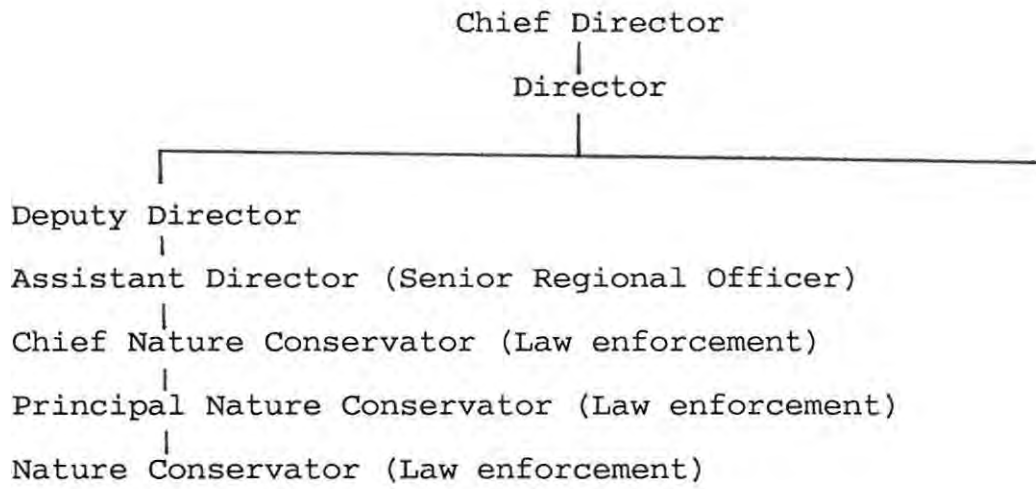 Chief Director
Director
Deputy Director
Assistant Director (Senior Regional Officer)
Chief Nature Conservator (Law enforcement)
Principal Nature Conservator (Law enforcement)
Nature Conservator (Law enforcement)